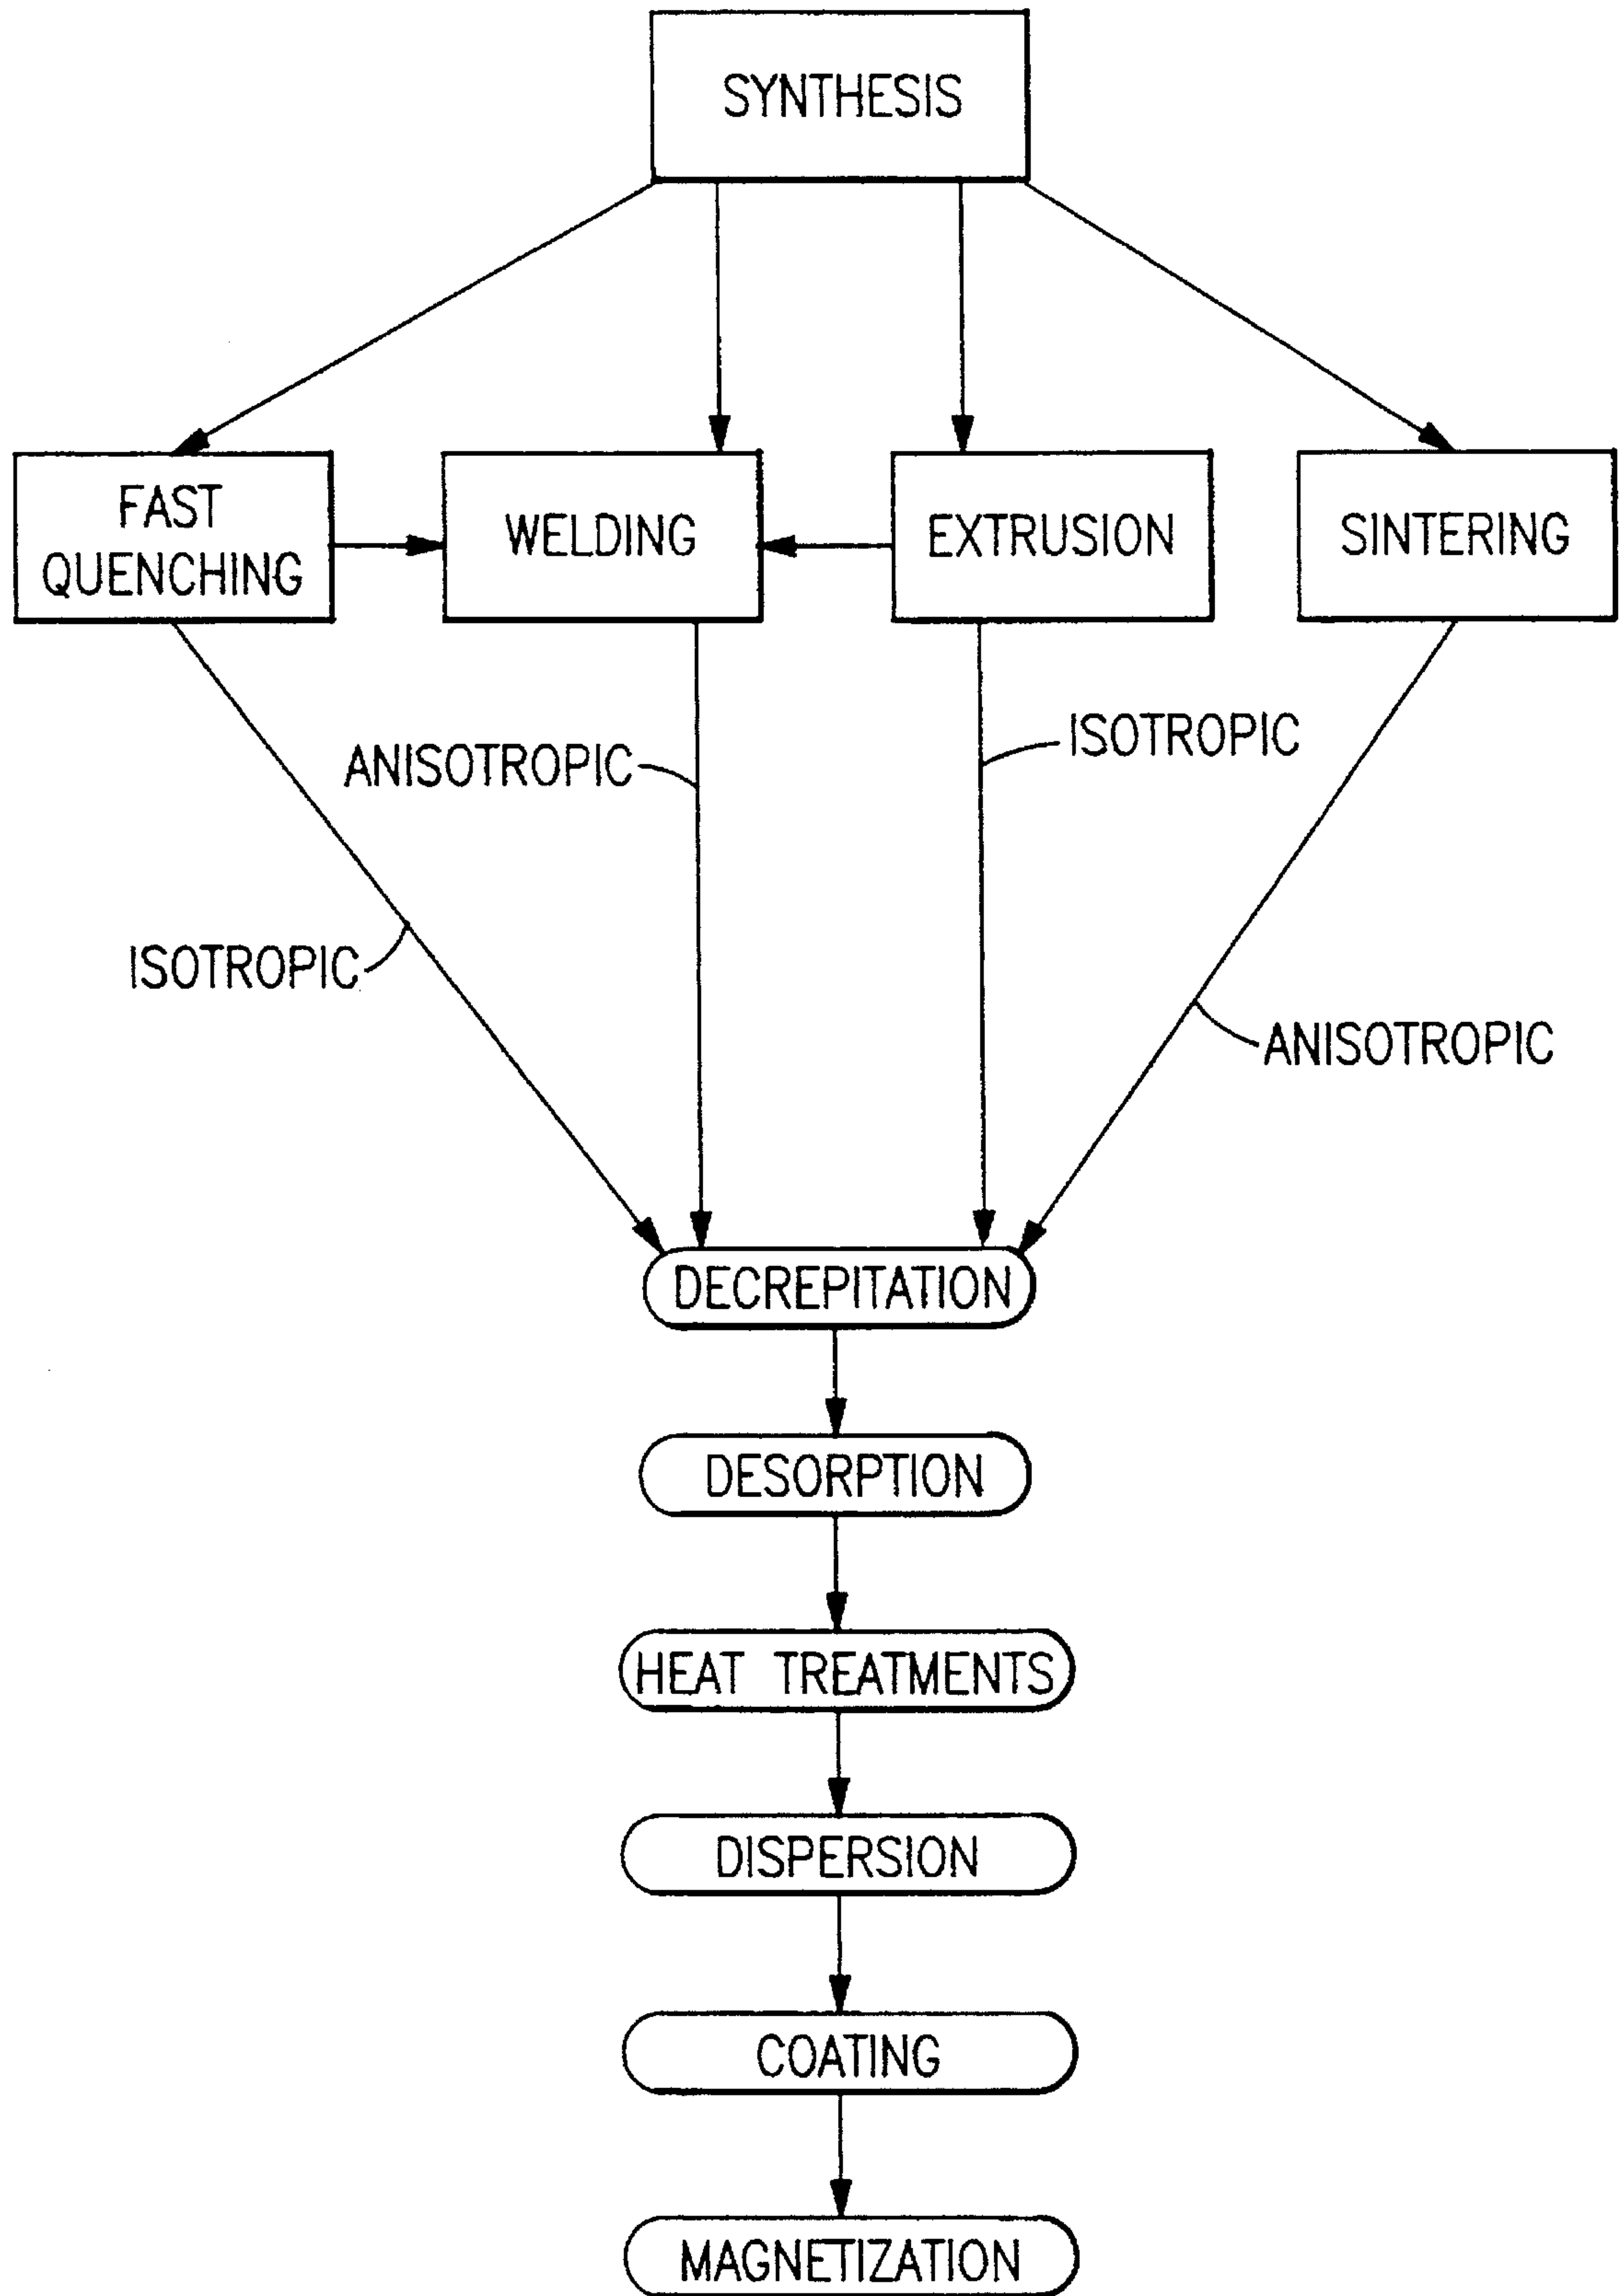 SYNTHESIS
FAST
QUENCHING
WELDING
EXTRUSION
SINTERING
ISOTROPIC
ANISOTROPIC
ISOTROPIC
ANISOTROPIC
DECREPITATION
DESORPTION
HEAT TREATMENTS
DISPERSION
COATING
MAGNETIZATION